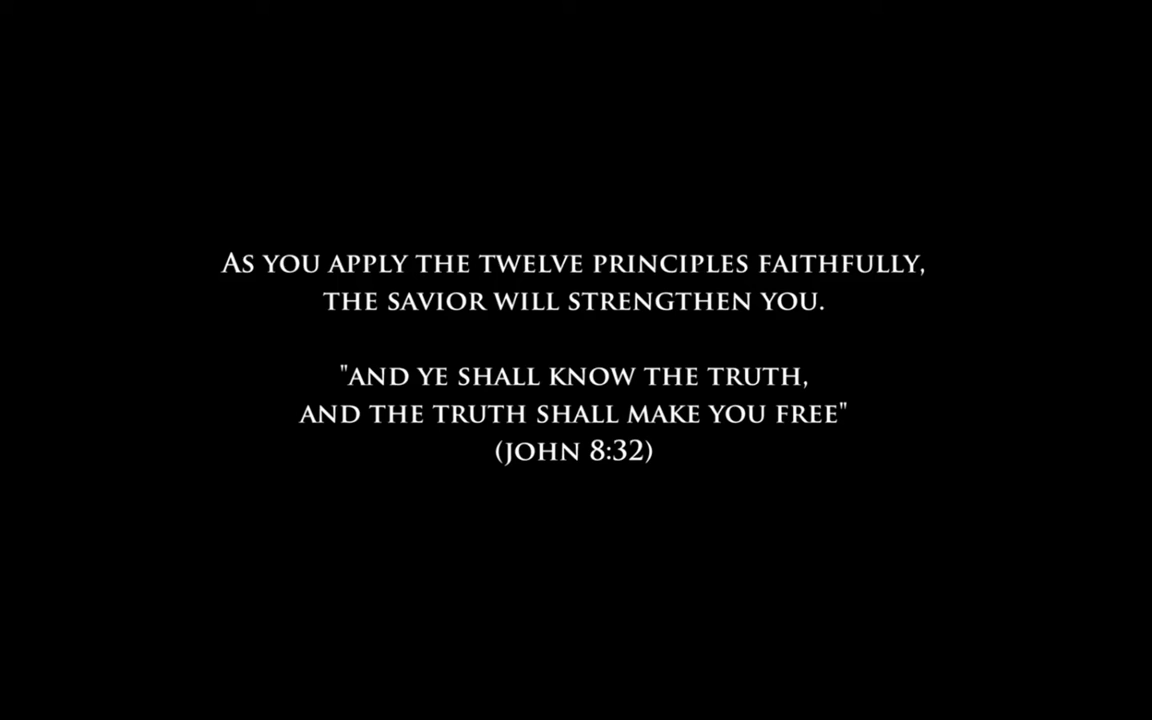 As you apply the twelve principles faithfully,
the Savior will strengthen you.
"and ye shall know the truth,
and the truth shall make you free"
(John 8:32)